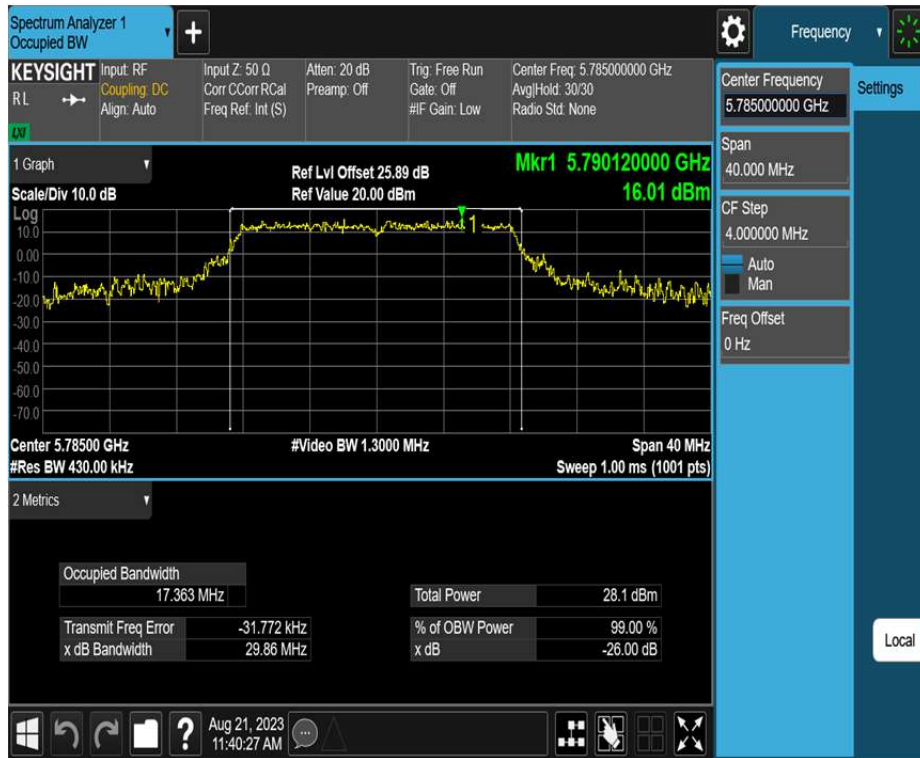 Spectrum Analyzer 1
Occupied BW
+
Frequency
KEYSIGHT
R L
LXI
Input: RF
Coupling: DC
Align: Auto
Input Z: 50 Ω
Corr CCorr RCal
Freq Ref: Int (S)
Atten: 20 dB
Preamp: Off
Trig: Free Run
Gate: Off
#IF Gain: Low
Center Freq: 5.785000000 GHz
Avg|Hold: 30/30
Radio Std: None
Center Frequency
5.785000000 GHz
Settings
Span
40.000 MHz
CF Step
4.000000 MHz
Auto
Man
Freq Offset
0 Hz
Local
1 Graph
Scale/Div 10.0 dB
Ref Lvl Offset 25.89 dB
Ref Value 20.00 dBm
Mkr1 5.790120000 GHz
16.01 dBm
Log
10.0
0.00
-10.0
-20.0
-30.0
-40.0
-50.0
-60.0
-70.0
1
Center 5.78500 GHz
#Res BW 430.00 kHz
#Video BW 1.3000 MHz
Span 40 MHz
Sweep 1.00 ms (1001 pts)
2 Metrics
Occupied Bandwidth
17.363 MHz
Total Power 28.1 dBm
Transmit Freq Error -31.772 kHz
% of OBW Power 99.00 %
x dB Bandwidth 29.86 MHz
x dB -26.00 dB
?
Aug 21, 2023
11:40:27 AM